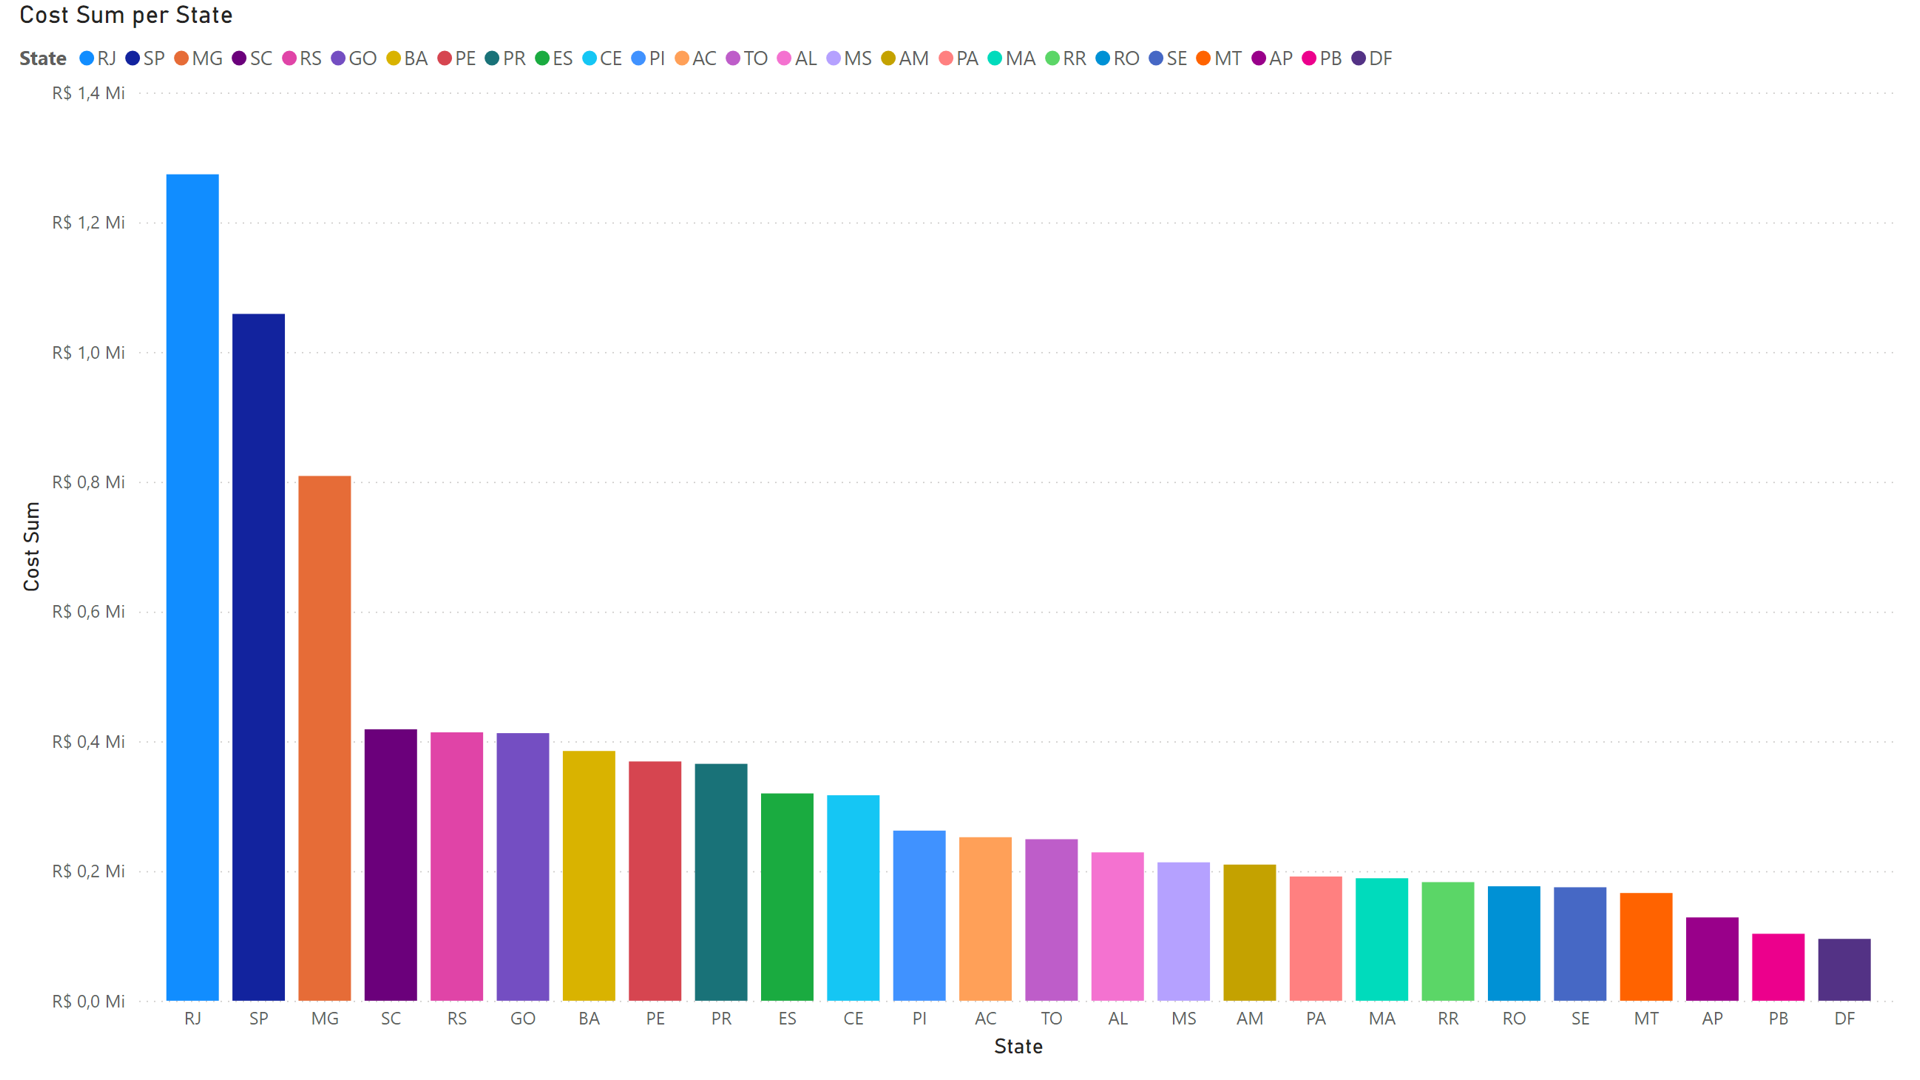 Cost Sum per State
State RJ SP MG SC RS GO BA PE PR ES CE PI AC TO AL MS AM PA MA RR RO SE MT AP PB DF
R$ 1,4 Mi
R$ 1,2 Mi
R$ 1,0 Mi
R$ 0,8 Mi
R$ 0,6 Mi
R$ 0,4 Mi
R$ 0,2 Mi
R$ 0,0 Mi
Cost Sum
RJ SP MG SC RS GO BA PE PR ES CE PI AC TO AL MS AM PA MA RR RO SE MT AP PB DF
State